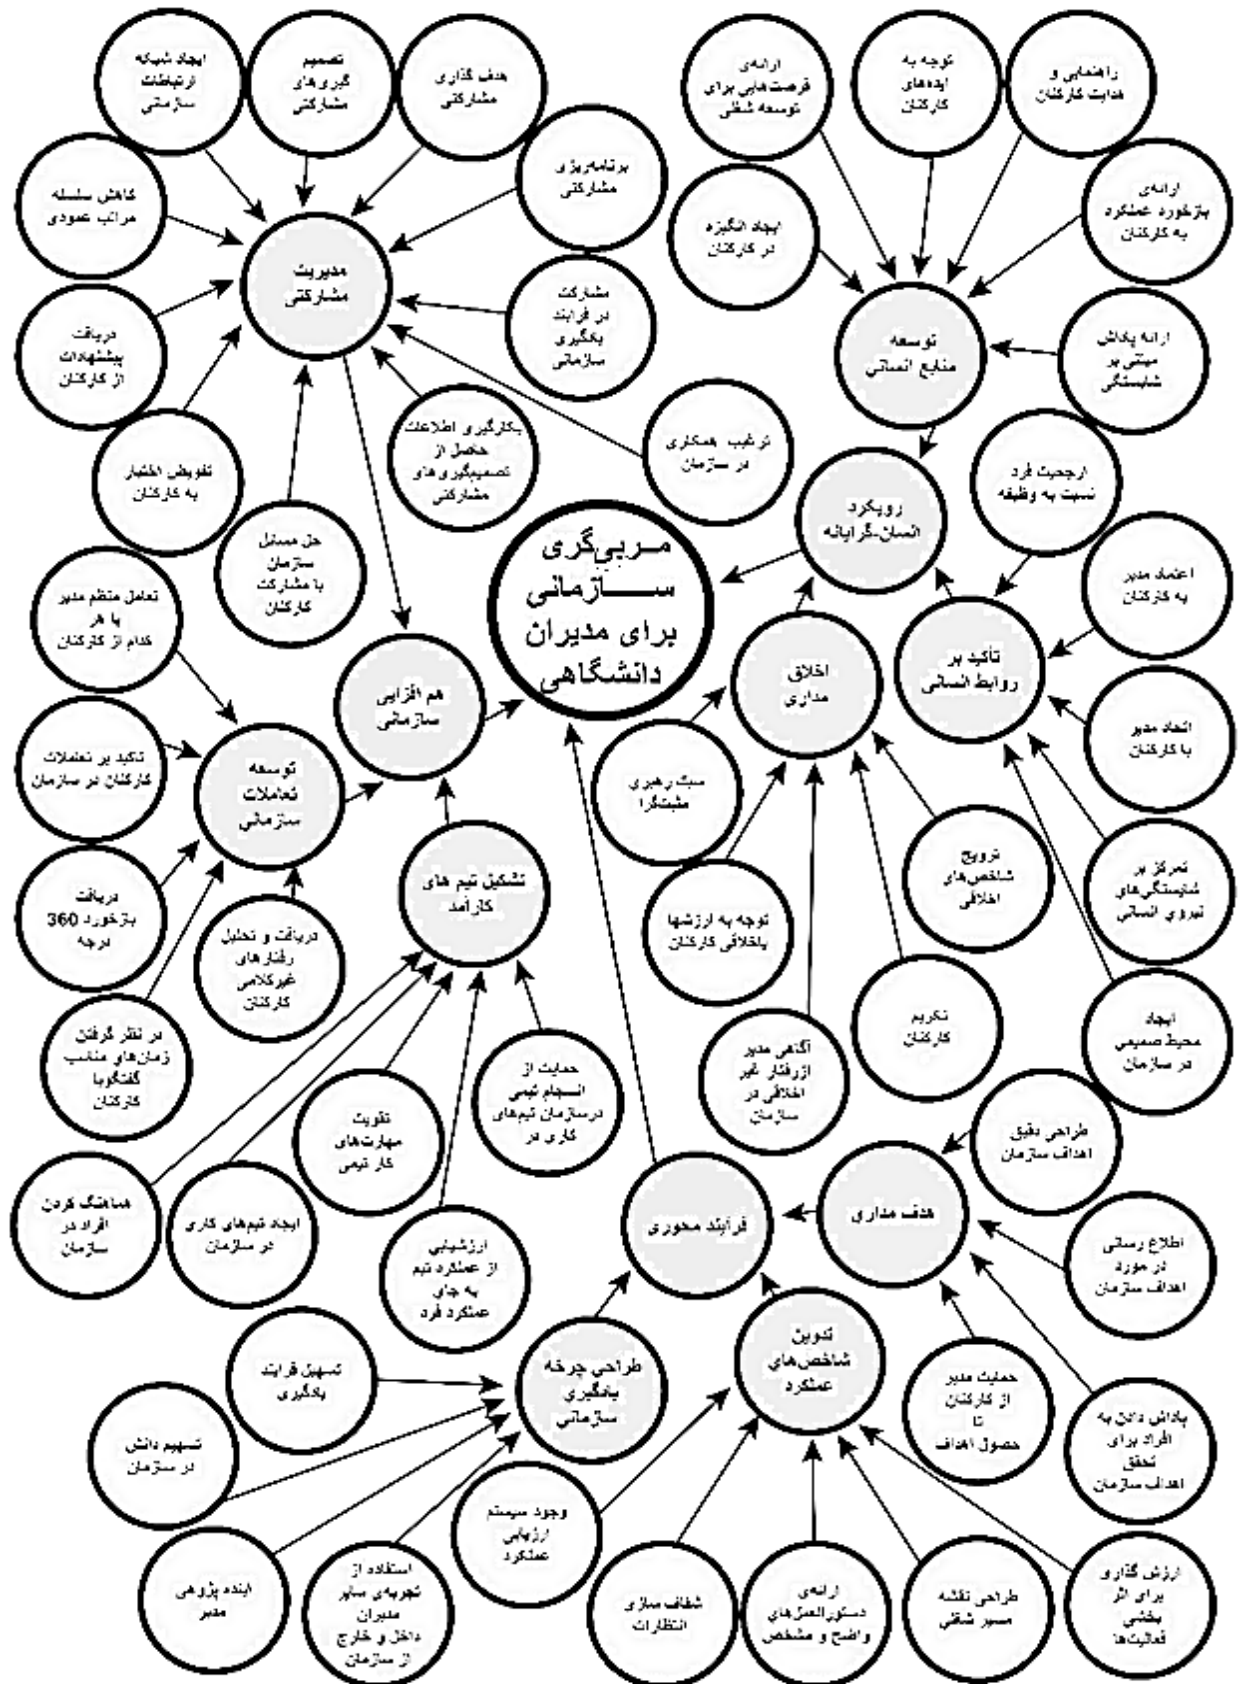 ایجاد شبکه
ارتباطات
سازمانی
تصمیم
گیری‌های
مشارکتی
هدف گذاری
مشارکتی
ارائه‌ی
فرصت‌هایی برای
توسعه شغلی
توجه به
ایده‌های
کارکنان
راهنمایی و
هدایت کارکنان
کاهش سلسله
مراتب عمودی
برنامه‌ریزی
مشارکتی
ایجاد انگیزه
در کارکنان
ارائه‌ی
بازخورد عملکرد
به کارکنان
مدیریت
مشارکتی
دریافت
پیشنهادات
از کارکنان
مشارکت
در فرایند
یادگیری
سازمانی
توسعه
منابع انسانی
ارائه پاداش
مبتنی بر
شایستگی
تفویض اختیار
به کارکنان
بکارگیری اطلاعات
حاصل از
تصمیم‌گیری‌های
مشارکتی
ترغیب همکاری
در سازمان
رویکرد
انسان-گرایانه
ارجحیت فرد
نسبت به وظیفه
حل مسائل
سازمان
با مشارکت
کارکنان
مربی‌گری
ســـازمانی
برای مدیران
دانشگاهی
تعامل منظم مدیر
با هر
کدام از کارکنان
اعتماد مدیر
به کارکنان
هم افزایی
سازمانی
اخلاق
مداری
تأکید بر
روابط انسانی
تاکید بر تعاملات
کارکنان در سازمان
توسعه
تعاملات
سازمانی
سبک رهبری
مثبت‌گرا
اتحاد مدیر
با کارکنان
تشکیل تیم های
کارآمد
ترویج
شاخص‌های
اخلاقی
تمرکز بر
شایستگی‌های
نیروی انسانی
دریافت
بازخورد 360
درجه
دریافت و تحلیل
رفتارهای
غیرکلامی
کارکنان
توجه به ارزشها
یاخلاقی کارکنان
تکریم
کارکنان
ایجاد
محیط صمیمی
در سازمان
در نظر گرفتن
زمان‌های مناسب
گفتگوبا
کارکنان
تقویت
مهارت‌های
کار تیمی
حمایت از
انسجام تیمی
درسازمان تیم‌های
کاری در
آگاهی مدیر
ازرفتار غیر
اخلاقی در
سازمان
طراحی دقیق
اهداف سازمان
هماهنگ کردن
افراد در
سازمان
ایجاد تیم‌های کاری
در سازمان
ارزشیابی
از عملکرد تیم
به جای
عملکرد فرد
فرآیند محوری
هدف مداری
اطلاع رسانی
در مورد
اهداف سازمان
تسهیل فرایند
یادگیری
طراحی چرخه
یادگیری
سازمانی
تدوین
شاخص‌های
عملکرد
حمایت مدیر
از کارکنان
تا
حصول اهداف
پاداش دادن به
افراد برای
تحقق
اهداف سازمان
تسهیم دانش
در سازمان
وجود سیستم
ارزیابی
عملکرد
آینده پژوهی
مدیر
استفاده از
تجربه‌ی سایر
مدیران
داخل و خارج
از سازمان
شفاف سازی
انتظارات
ارائه‌ی
دستورالعمل‌های
واضح و مشخص
طراحی نقشه
مسیر شغلی
ارزش گذاری
برای اثر
بخشی
فعالیت‌ها